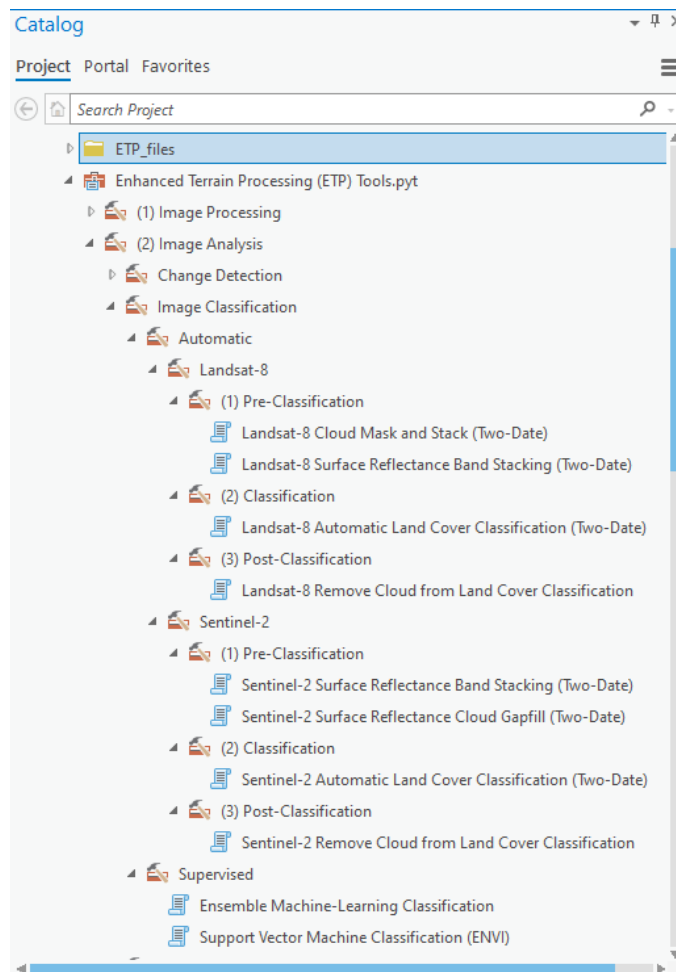 Catalog
Project Portal Favorites
Search Project
ETP_files
Enhanced Terrain Processing (ETP) Tools.pyt
(1) Image Processing
(2) Image Analysis
Change Detection
Image Classification
Automatic
Landsat-8
(1) Pre-Classification
Landsat-8 Cloud Mask and Stack (Two-Date)
Landsat-8 Surface Reflectance Band Stacking (Two-Date)
(2) Classification
Landsat-8 Automatic Land Cover Classification (Two-Date)
(3) Post-Classification
Landsat-8 Remove Cloud from Land Cover Classification
Sentinel-2
(1) Pre-Classification
Sentinel-2 Surface Reflectance Band Stacking (Two-Date)
Sentinel-2 Surface Reflectance Cloud Gapfill (Two-Date)
(2) Classification
Sentinel-2 Automatic Land Cover Classification (Two-Date)
(3) Post-Classification
Sentinel-2 Remove Cloud from Land Cover Classification
Supervised
Ensemble Machine-Learning Classification
Support Vector Machine Classification (ENVI)